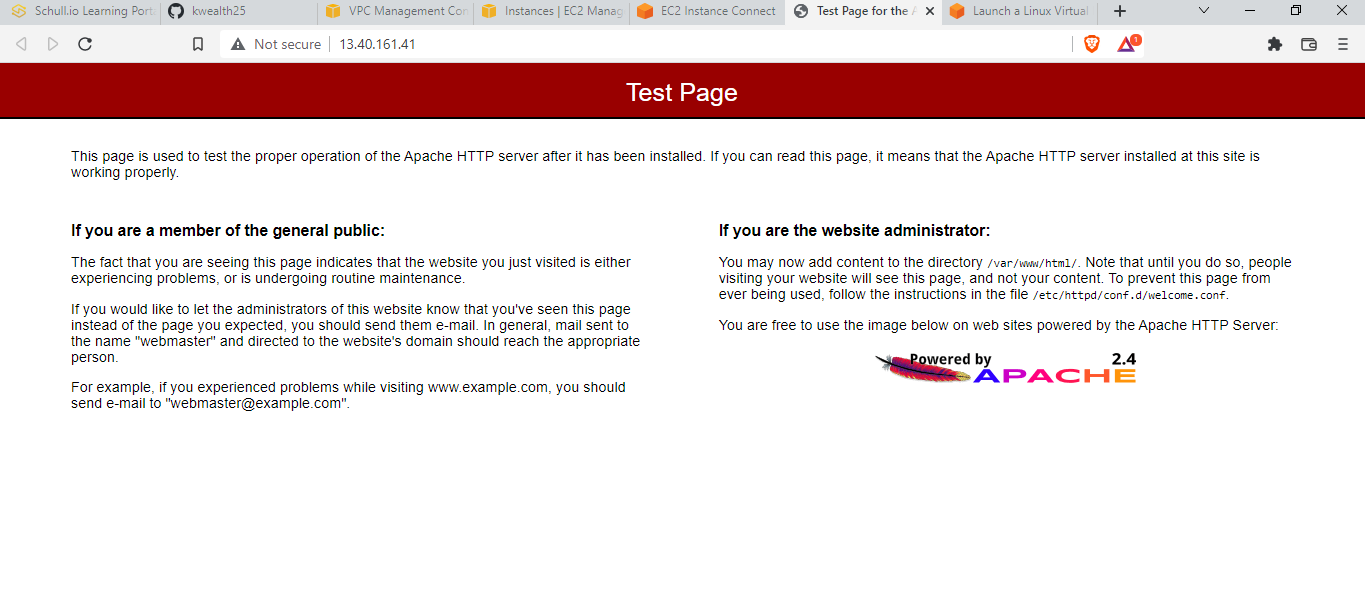 Schull.io Learning Port
kwealth25
VPC Management Con
Instances | EC2 Manag
EC2 Instance Connect
Test Page for the A
Launch a Linux Virtual
Not secure
13.40.161.41
1
Test Page
This page is used to test the proper operation of the Apache HTTP server after it has been installed. If you can read this page, it means that the Apache HTTP server installed at this site is
working properly.
If you are a member of the general public:
The fact that you are seeing this page indicates that the website you just visited is either
experiencing problems, or is undergoing routine maintenance.
If you would like to let the administrators of this website know that you've seen this page
instead of the page you expected, you should send them e-mail. In general, mail sent to
the name "webmaster" and directed to the website's domain should reach the appropriate
person.
For example, if you experienced problems while visiting www.example.com, you should
send e-mail to "webmaster@example.com".
If you are the website administrator:
You may now add content to the directory /var/www/html/. Note that until you do so, people
visiting your website will see this page, and not your content. To prevent this page from
ever being used, follow the instructions in the file /etc/httpd/conf.d/welcome.conf.
You are free to use the image below on web sites powered by the Apache HTTP Server:
Powered by 2.4
APACHE